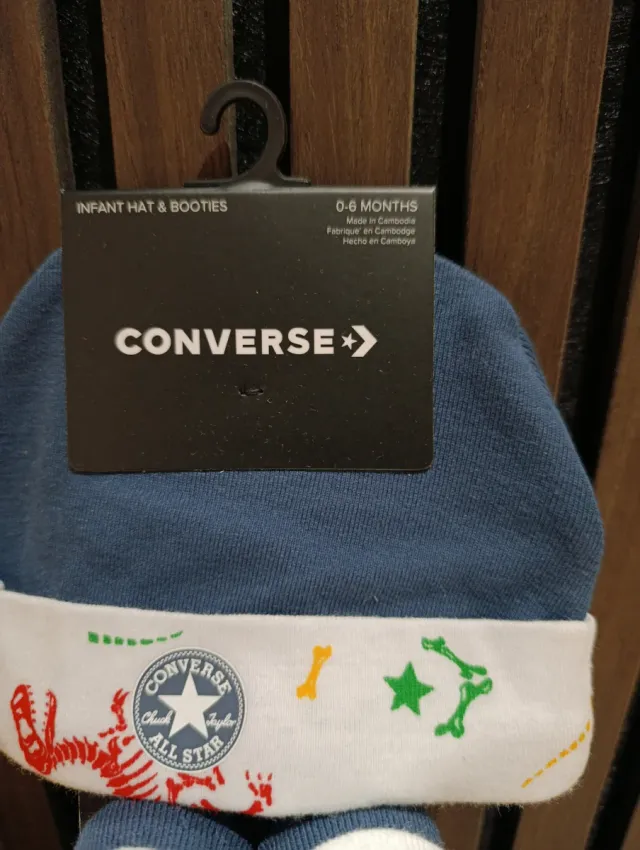 INFANT HAT & BOOTIES
0-6 MONTHS
Made in Cambodia
Fabrique' en Cambodge
Hecho en Camboya
CONVERSE
CONVERSE
Chuck Taylor
ALL STAR